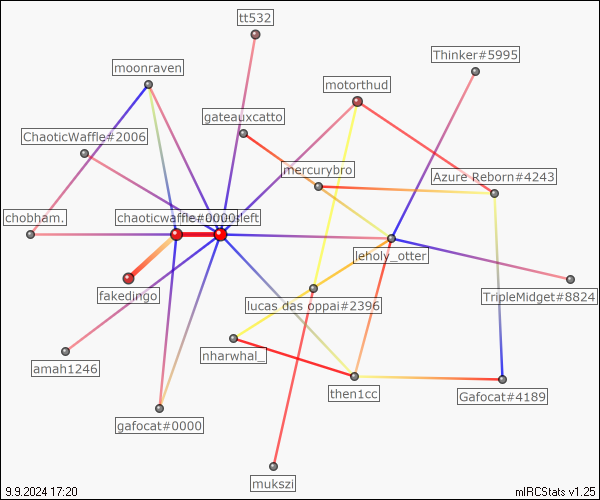 tt532
Thinker#5995
moonraven
motorthud
gateauxcatto
ChaoticWaffle#2006
mercurybro
Azure Reborn#4243
chobham.
chaoticwaffle#0000
left
leholy_otter
fakedingo
TripleMidget#8824
lucas das oppai#2396
nharwhal_
amah1246
then1cc
Gafocat#4189
gafocat#0000
mukszi
9.9.2024 17:20
mIRCStats v1.25